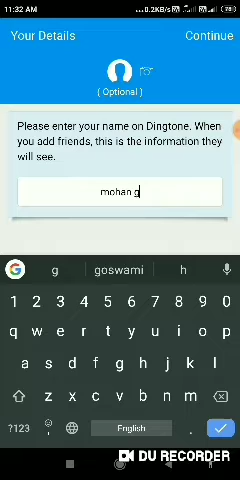 11:32 AM
...0.2KB/s
78
Your Details
Continue
( Optional )
Please enter your name on Dingtone. When
you add friends, this is the information they
will see.
mohan g
G g goswami h
1 2 3 4 5 6 7 8 9 0
q w e r t y u i o p
a s d f g h j k l
z x c v b n m
?123 English .
DU RECORDER